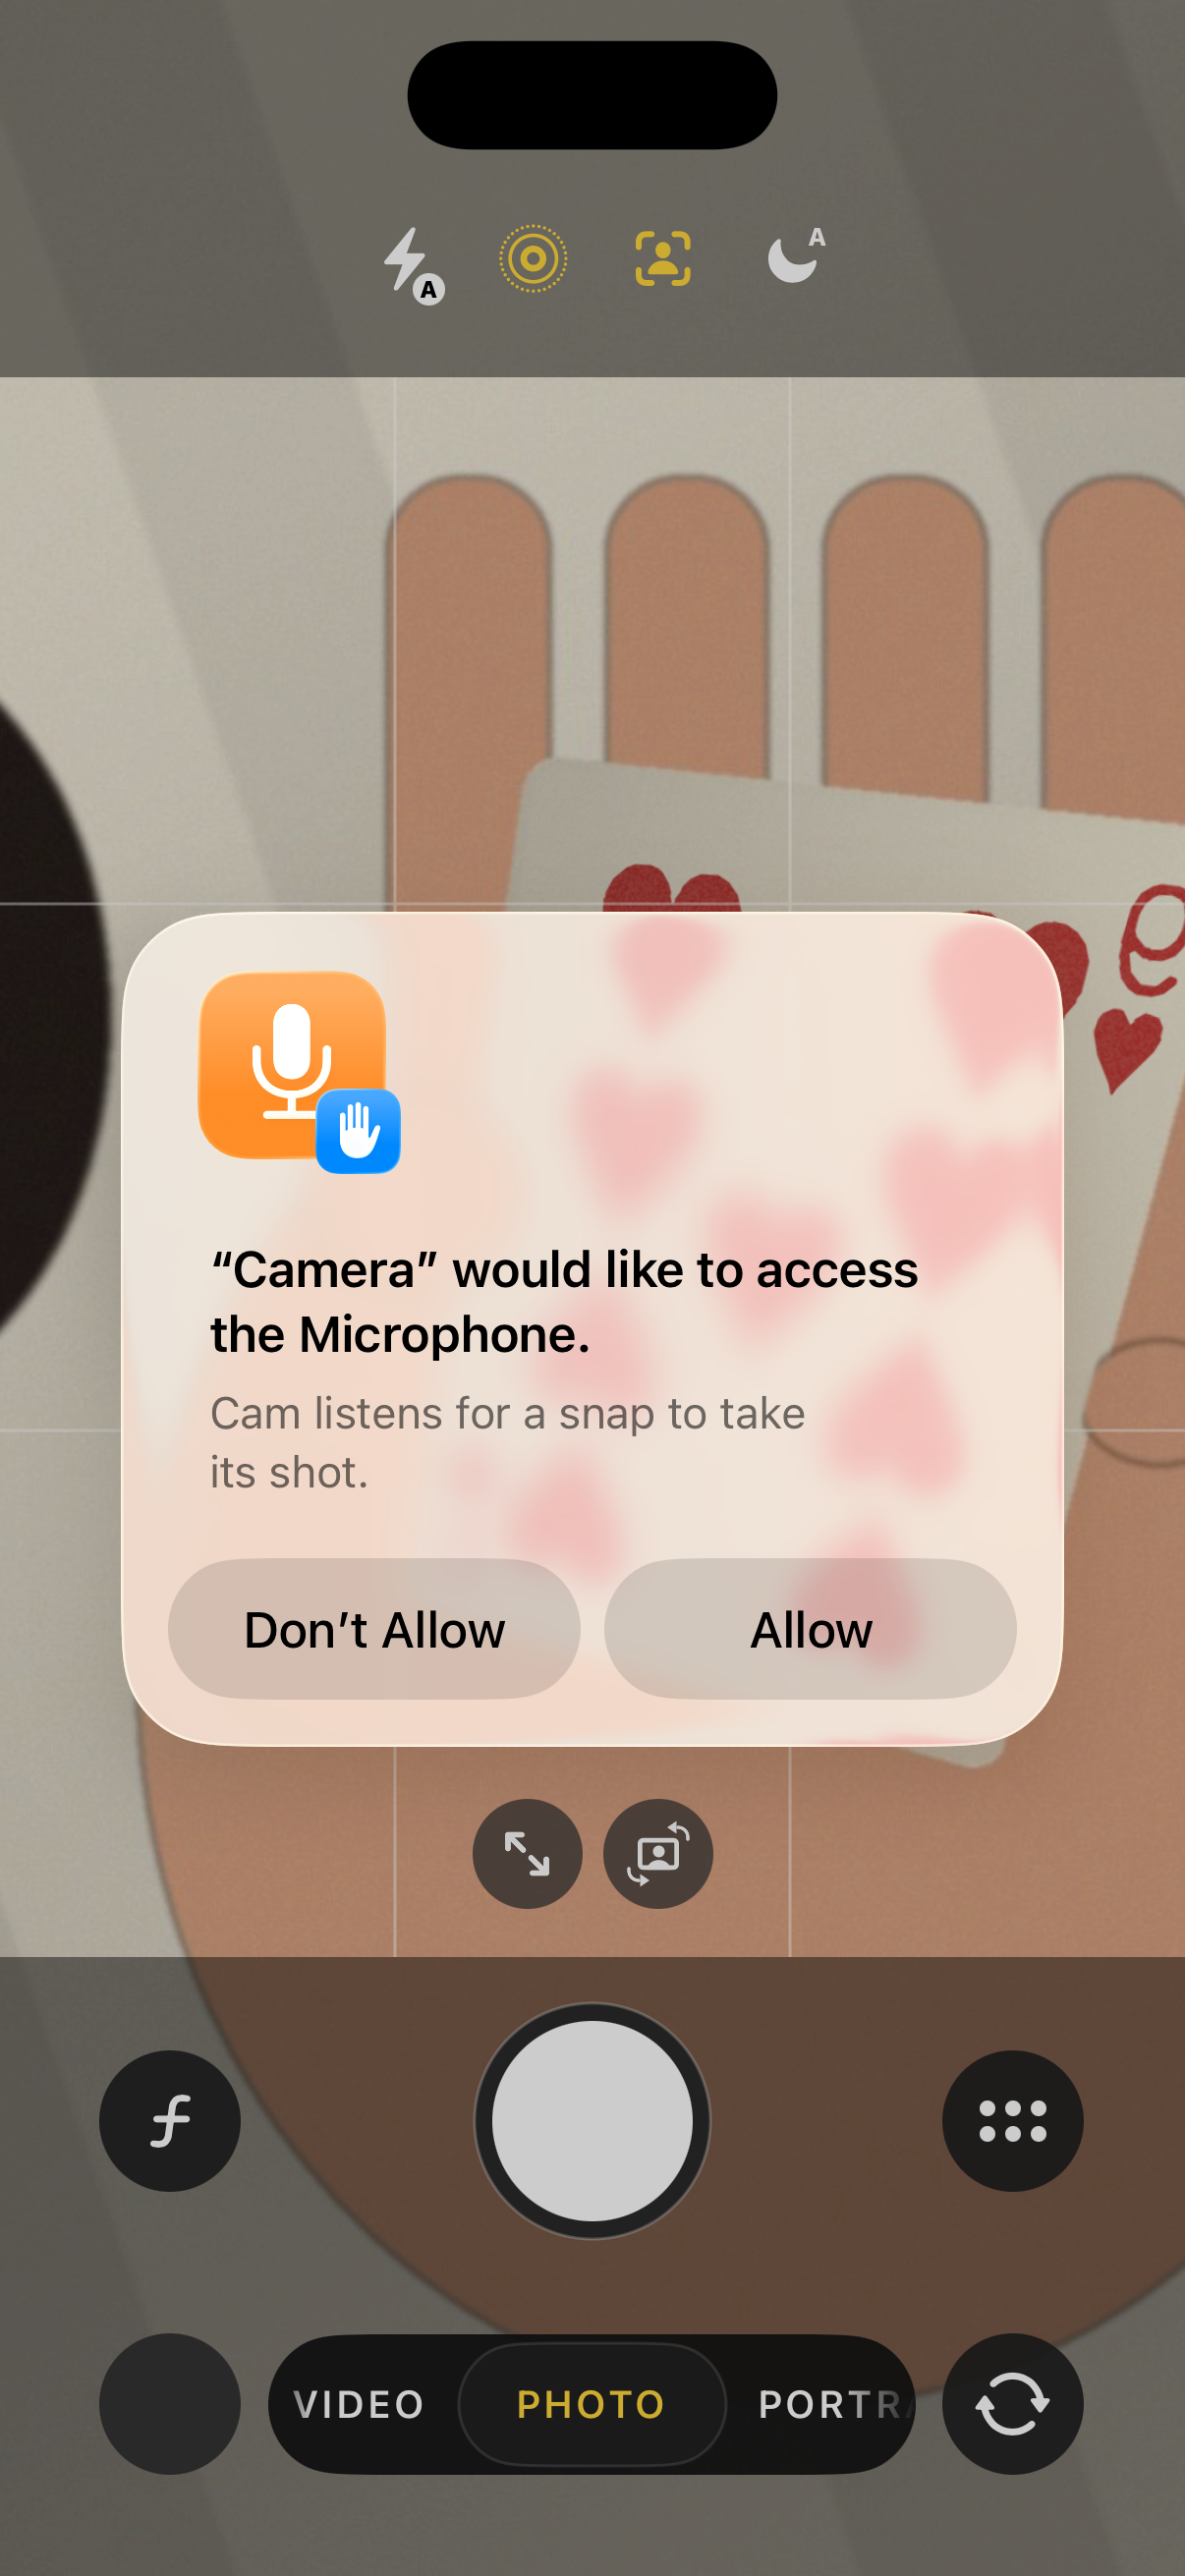 A
A
“Camera” would like to access
the Microphone.
Cam listens for a snap to take
its shot.
Don’t Allow
Allow
VIDEO
PHOTO